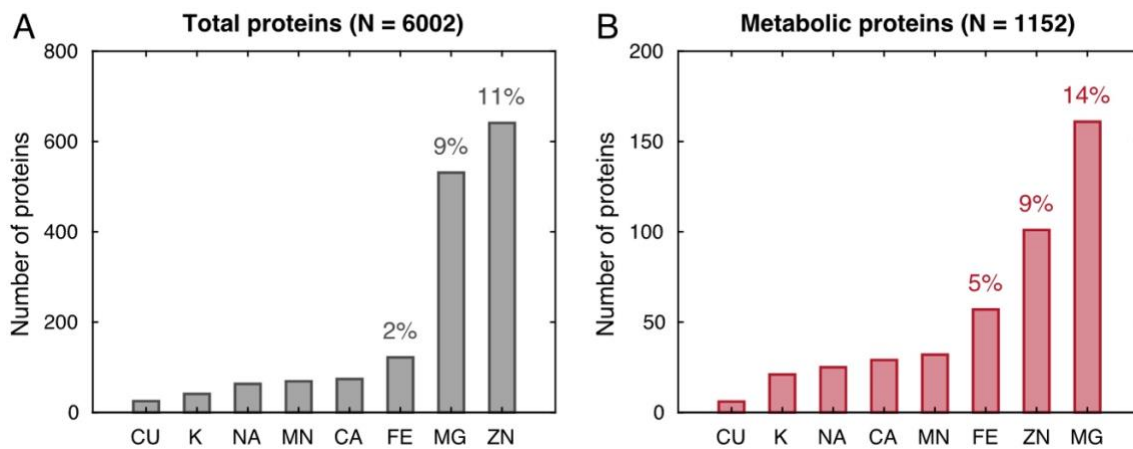 A
Total proteins (N = 6002)
Number of proteins
800
600
400
200
0
2%
9%
11%
CU K NA MN CA FE MG ZN
B
Metabolic proteins (N = 1152)
Number of proteins
200
150
100
50
0
5%
9%
14%
CU K NA CA MN FE ZN MG